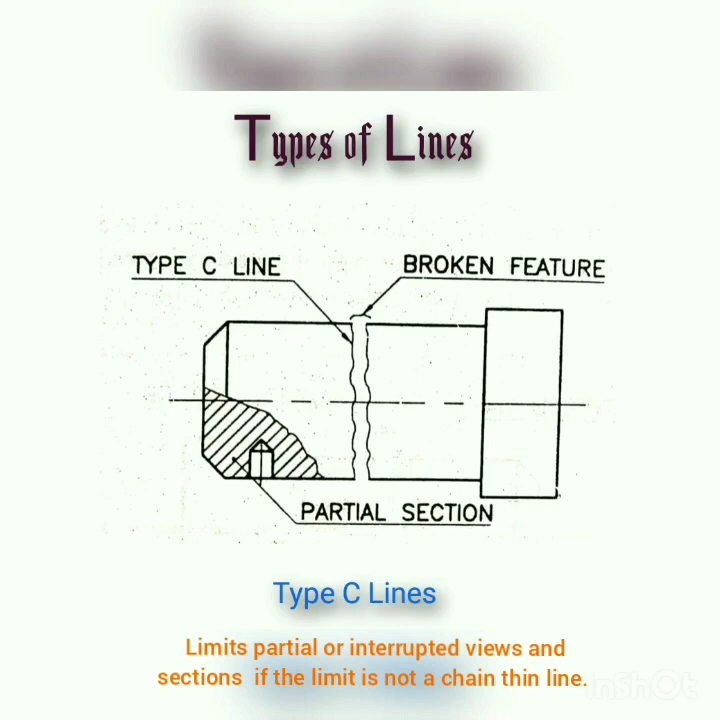 Types of Lines
TYPE C LINE
BROKEN FEATURE
PARTIAL SECTION
Type C Lines
Limits partial or interrupted views and
sections if the limit is not a chain thin line.
InShOt